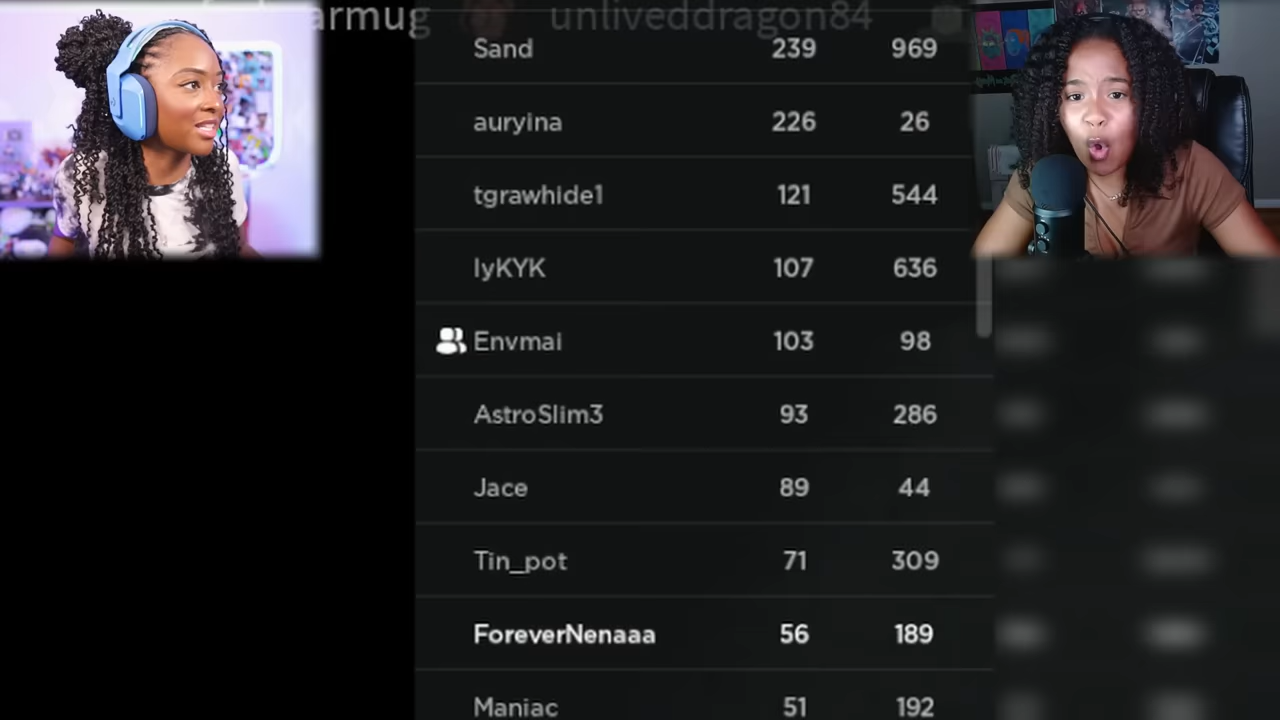 armug unliveddragon84
Sand 239 969
auryina 226 26
tgrawhide1 121 544
IyKYK 107 636
Envmai 103 98
AstroSlim3 93 286
Jace 89 44
Tin_pot 71 309
ForeverNenaaa 56 189
Maniac 51 192